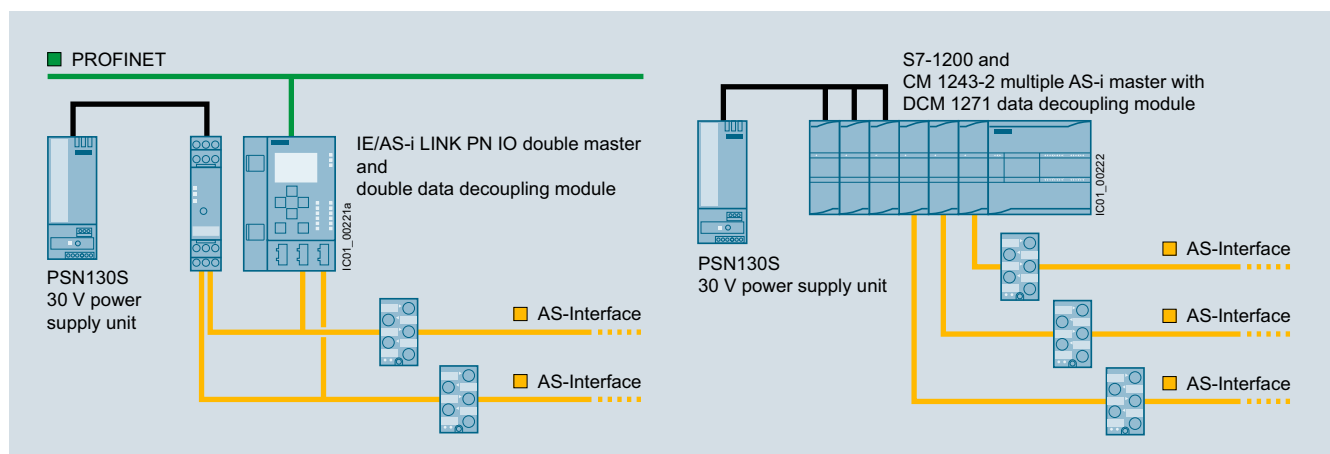 PROFINET
IE/AS-i LINK PN IO double master
and
double data decoupling module
IC01_00221a
PSN130S
30 V power
supply unit
AS-Interface
AS-Interface
S7-1200 and
CM 1243-2 multiple AS-i master with
DCM 1271 data decoupling module
IC01_00222
PSN130S
30 V power supply unit
AS-Interface
AS-Interface
AS-Interface